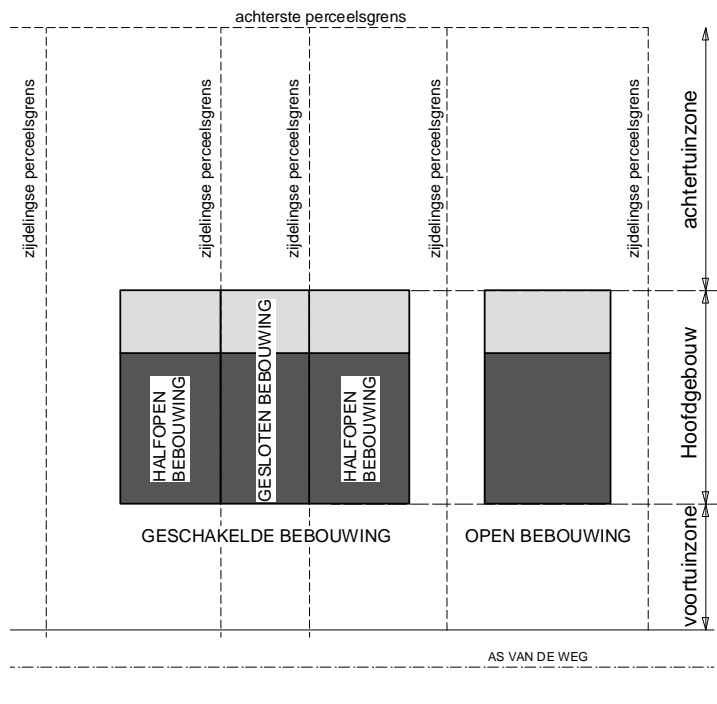 achterste perceelsgrens
zijdelingse perceelsgrens
zijdelingse perceelsgrens
zijdelingse perceelsgrens
zijdelingse perceelsgrens
zijdelingse perceelsgrens
achtertuinzone
HALFOPEN
BEBOUWING
GESLOTEN BEBOUWING
HALFOPEN
BEBOUWING
Hoofdgebouw
GESCHAKELDE BEBOUWING
OPEN BEBOUWING
voortuinzone
AS VAN DE WEG